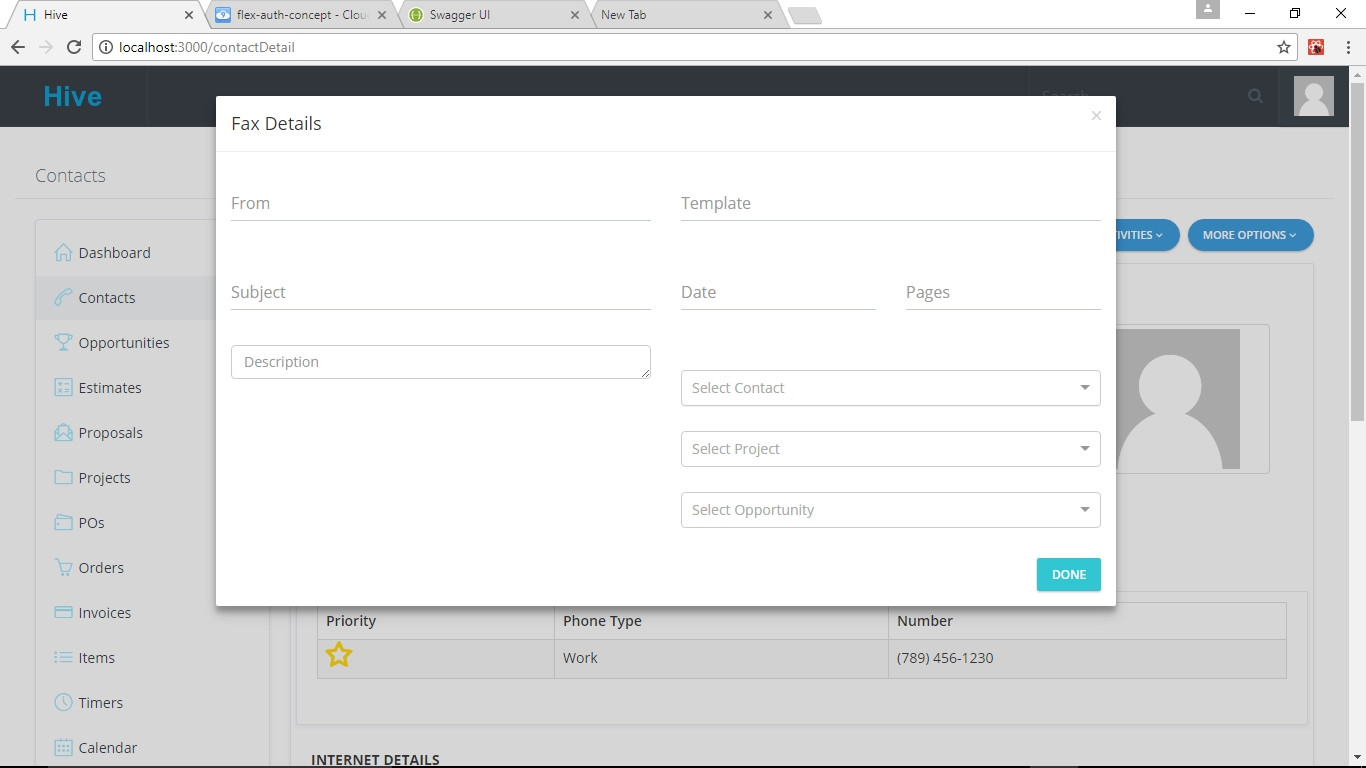 Hive
flex-auth-concept - Clou
Swagger UI
New Tab
localhost:3000/contactDetail
Hive
Search
Fax Details
×
Contacts
From
Template
IVITIES
MORE OPTIONS
Dashboard
Contacts
Opportunities
Estimates
Proposals
Projects
POs
Orders
Invoices
Items
Timers
Calendar
Subject
Date
Pages
Description
Select Contact
Select Project
Select Opportunity
DONE
Priority
Phone Type
Number
Work
(789) 456-1230
INTERNET DETAILS